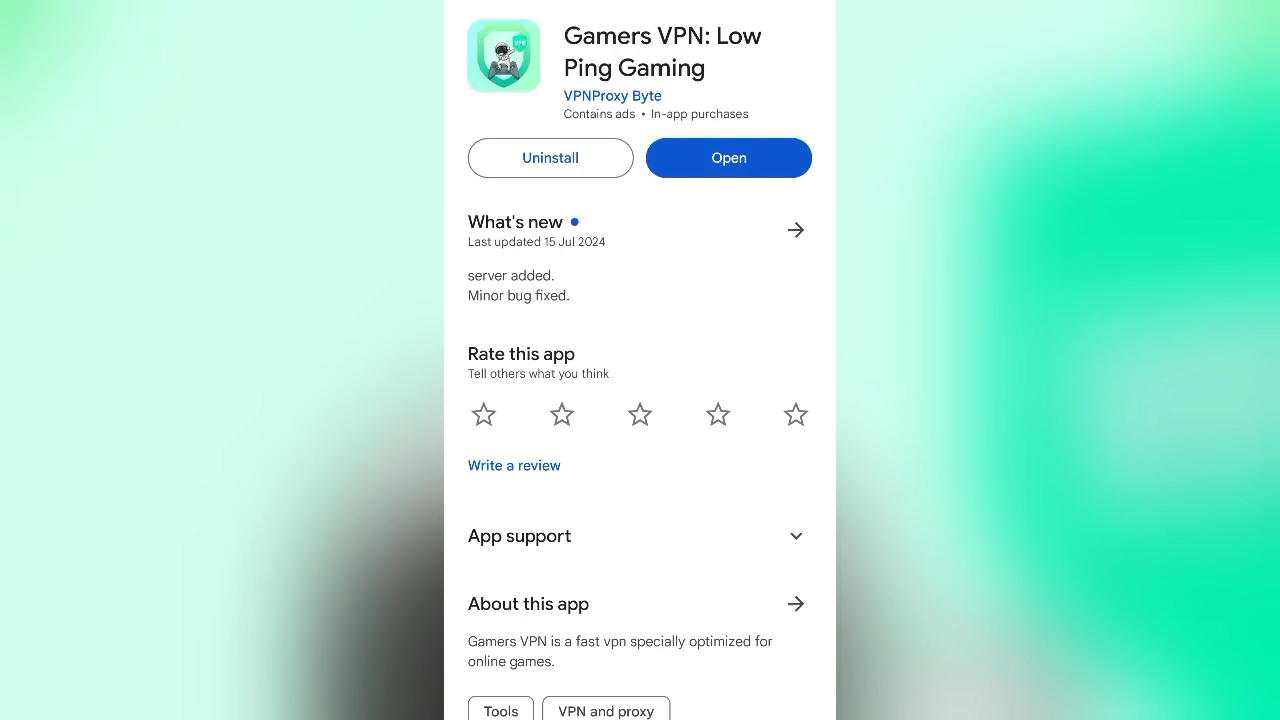 VPN
Gamers VPN: Low
Ping Gaming
VPNProxy Byte
Contains ads • In-app purchases
Uninstall
Open
What's new
Last updated 15 Jul 2024
server added.
Minor bug fixed.
Rate this app
Tell others what you think
Write a review
App support
About this app
Gamers VPN is a fast vpn specially optimized for
online games.
Tools
VPN and proxy